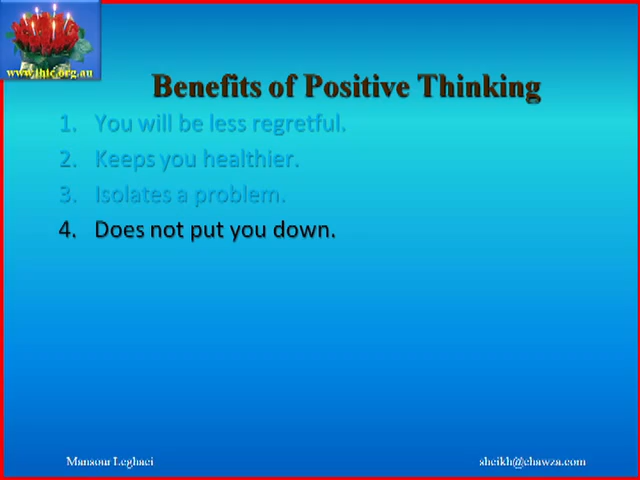 www.ihic.org.au
Benefits of Positive Thinking
1. You will be less regretful.
2. Keeps you healthier.
3. Isolates a problem.
4. Does not put you down.
Mansour Leghaei
sheikh@ehawza.com